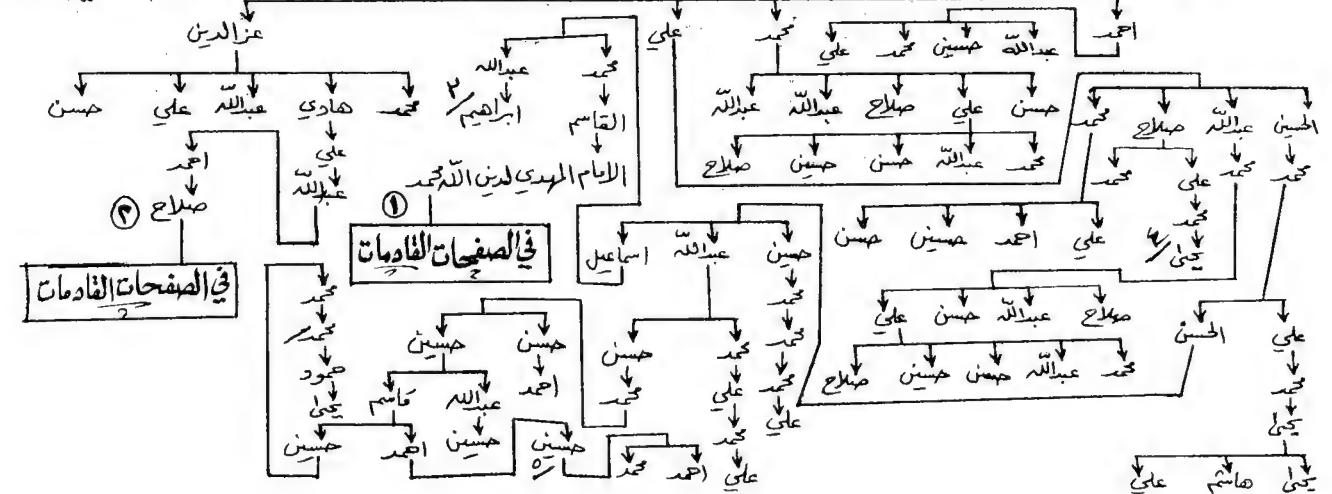 احمد
محمد
علي
عزالدين
عبدالله حسين محمد علي
محمد عبدالله
محمد هادي عبدالله علي حسن
القاسم ابراهيم ٣/
حسن علي صلاح عبدالله عبدالله
الحسين عبدالله صلاح محمد
علي احمد
محمد عبدالله حسن حسين صلاح
محمد محمد علي محمد
عبدالله صلاح ٢
الامام المهدي لدين الله محمد
١
محمد
يحيى ٤/
علي احمد حسين حسن
في الصفحات القادمات
في الصفحات القادمات
حسين عبدالله اسماعيل
محمد
محمد
محمد
علي
صلاح عبدالله حسن علي
علي الحسن
محمد عبدالله حسن حسين صلاح
محمد
يحيى
يحيى هاشم علي
محمد حسن
علي محمد
محمد
علي
حسن حسين
احمد عبدالله قاسم
حسين
احمد حسين
محمد
محمد
حمود
يحيى
حسين ٥/
احمد محمد